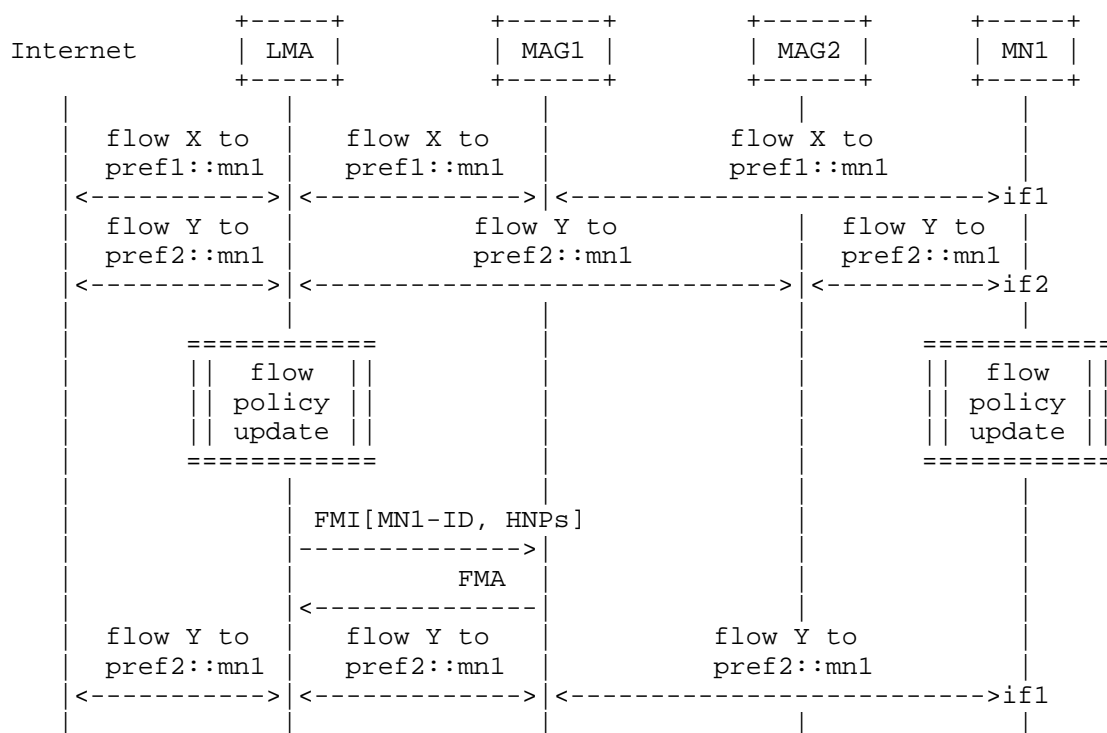 Internet LMA MAG1 MAG2 MN1
flow X to flow X to flow X to
pref1::mn1 pref1::mn1 pref1::mn1
if1
flow Y to flow Y to flow Y to
pref2::mn1 pref2::mn1 pref2::mn1
if2
flow flow
policy policy
update update
FMI[MN1-ID, HNPs]
FMA
flow Y to flow Y to flow Y to
pref2::mn1 pref2::mn1 pref2::mn1
if1